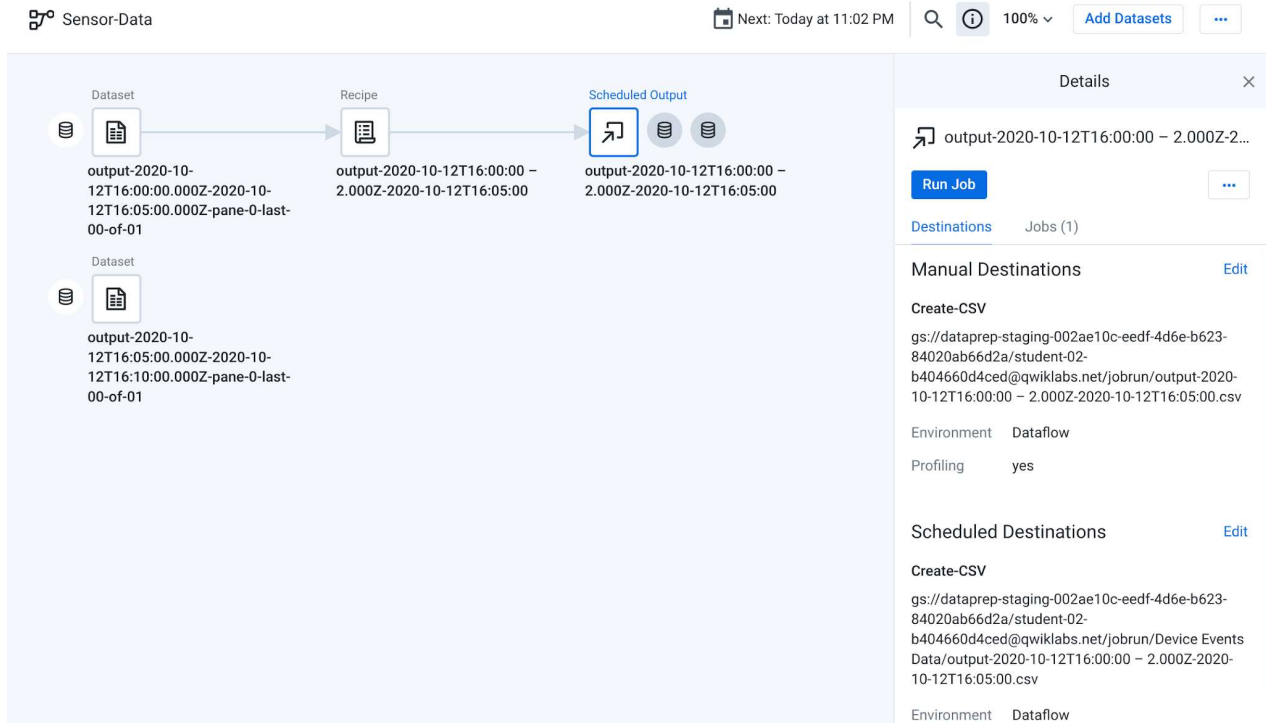 Sensor-Data
Next: Today at 11:02 PM
100%
Add Datasets
...
Dataset
Recipe
Scheduled Output
output-2020-10-
12T16:00:00.000Z-2020-10-
12T16:05:00.000Z-pane-0-last-
00-of-01
output-2020-10-12T16:00:00 –
2.000Z-2020-10-12T16:05:00
output-2020-10-12T16:00:00 –
2.000Z-2020-10-12T16:05:00
Dataset
output-2020-10-
12T16:05:00.000Z-2020-10-
12T16:10:00.000Z-pane-0-last-
00-of-01
Details
output-2020-10-12T16:00:00 – 2.000Z-2...
Run Job
...
Destinations
Jobs (1)
Manual Destinations
Edit
Create-CSV
gs://dataprep-staging-002ae10c-eedf-4d6e-b623-
84020ab66d2a/student-02-
b404660d4ced@qwiklabs.net/jobrun/output-2020-
10-12T16:00:00 – 2.000Z-2020-10-12T16:05:00.csv
Environment Dataflow
Profiling yes
Scheduled Destinations
Edit
Create-CSV
gs://dataprep-staging-002ae10c-eedf-4d6e-b623-
84020ab66d2a/student-02-
b404660d4ced@qwiklabs.net/jobrun/Device Events
Data/output-2020-10-12T16:00:00 – 2.000Z-2020-
10-12T16:05:00.csv
Environment Dataflow